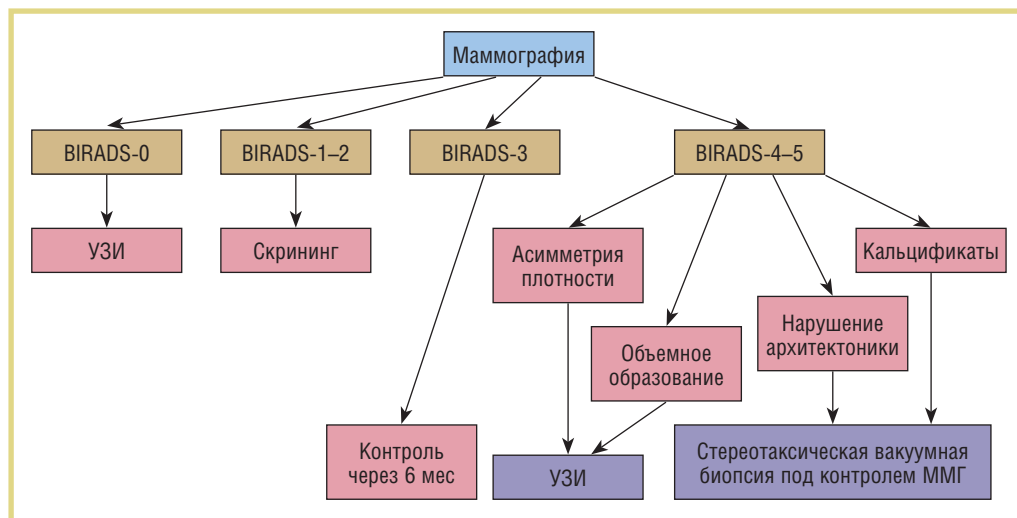 Маммография
BIRADS-0
BIRADS-1–2
BIRADS-3
BIRADS-4–5
УЗИ
Скрининг
Асимметрия
плотности
Кальцификаты
Объемное
образование
Нарушение
архитектоники
Контроль
через 6 мес
УЗИ
Стереотаксическая вакуумная
биопсия под контролем ММГ